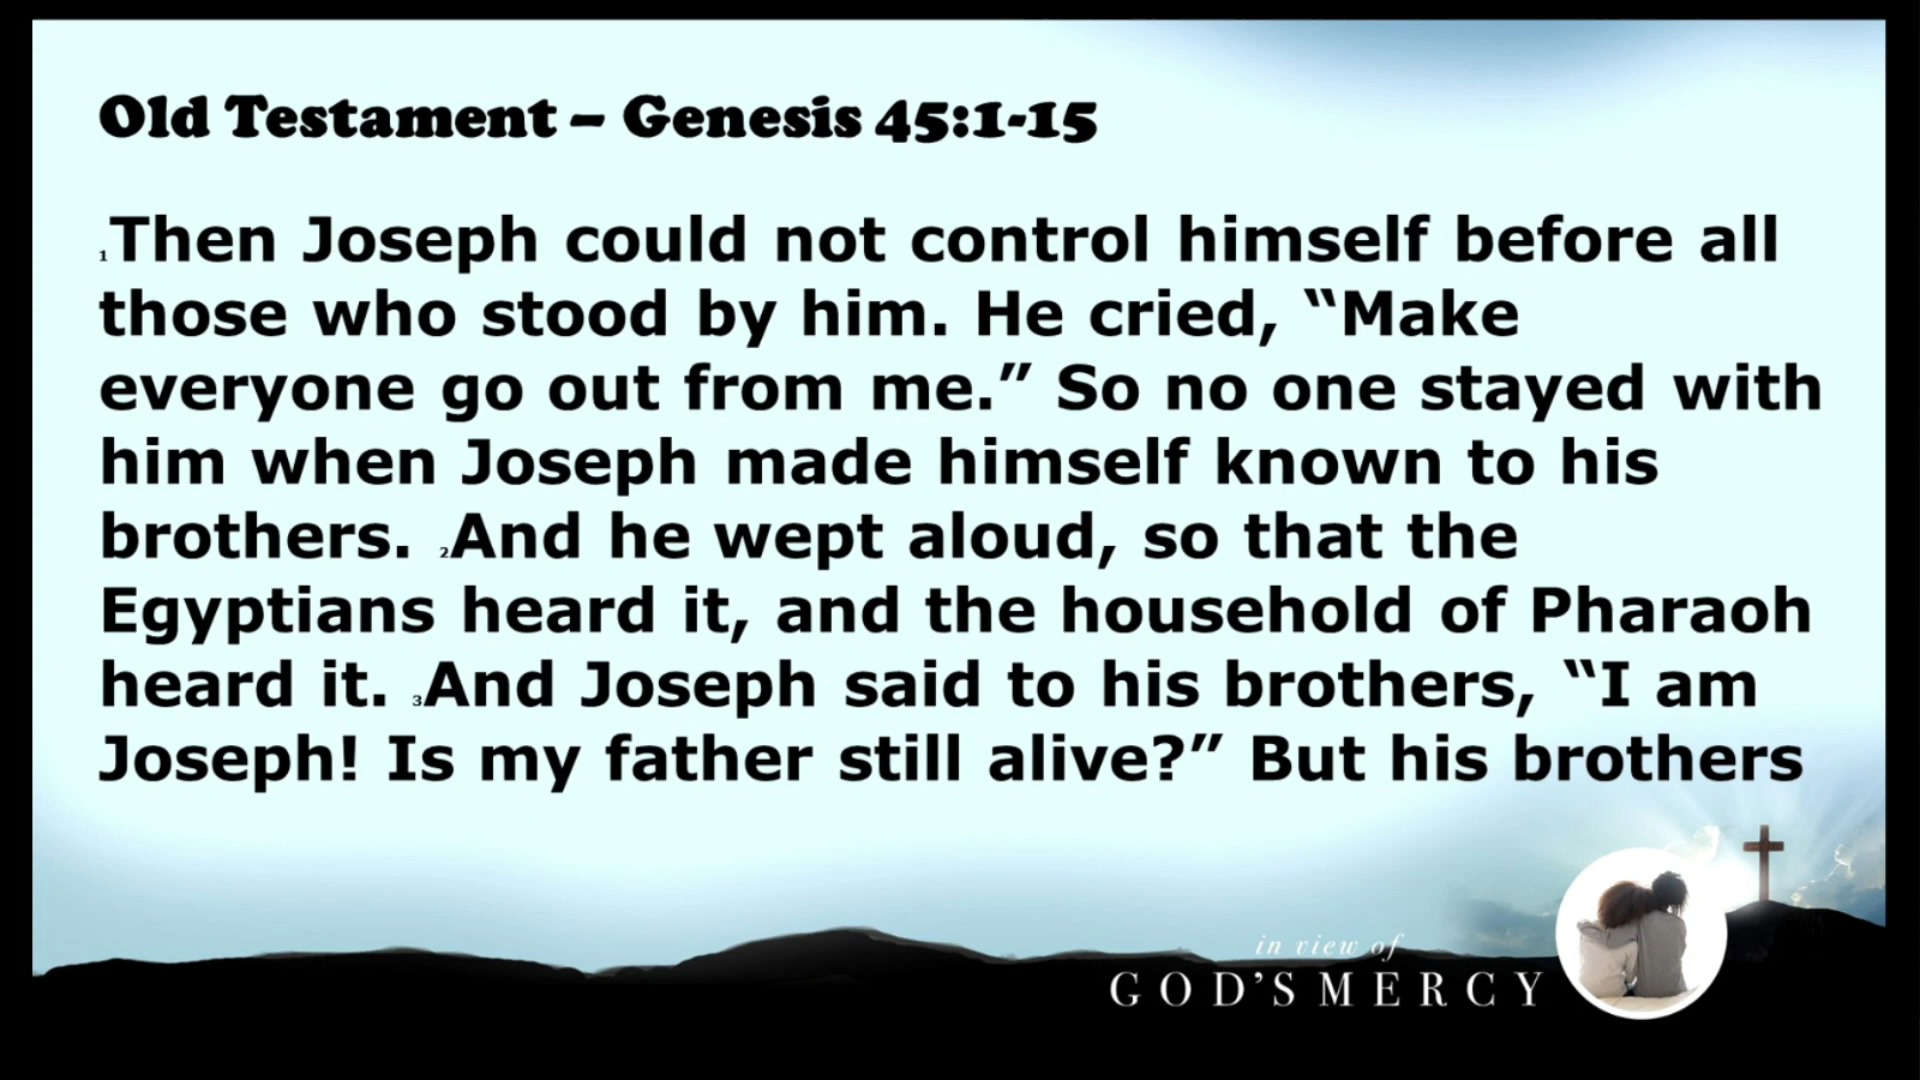 Old Testament – Genesis 45:1-15
1Then Joseph could not control himself before all
those who stood by him. He cried, “Make
everyone go out from me.” So no one stayed with
him when Joseph made himself known to his
brothers. 2And he wept aloud, so that the
Egyptians heard it, and the household of Pharaoh
heard it. 3And Joseph said to his brothers, “I am
Joseph! Is my father still alive?” But his brothers
in view of
GOD’S MERCY